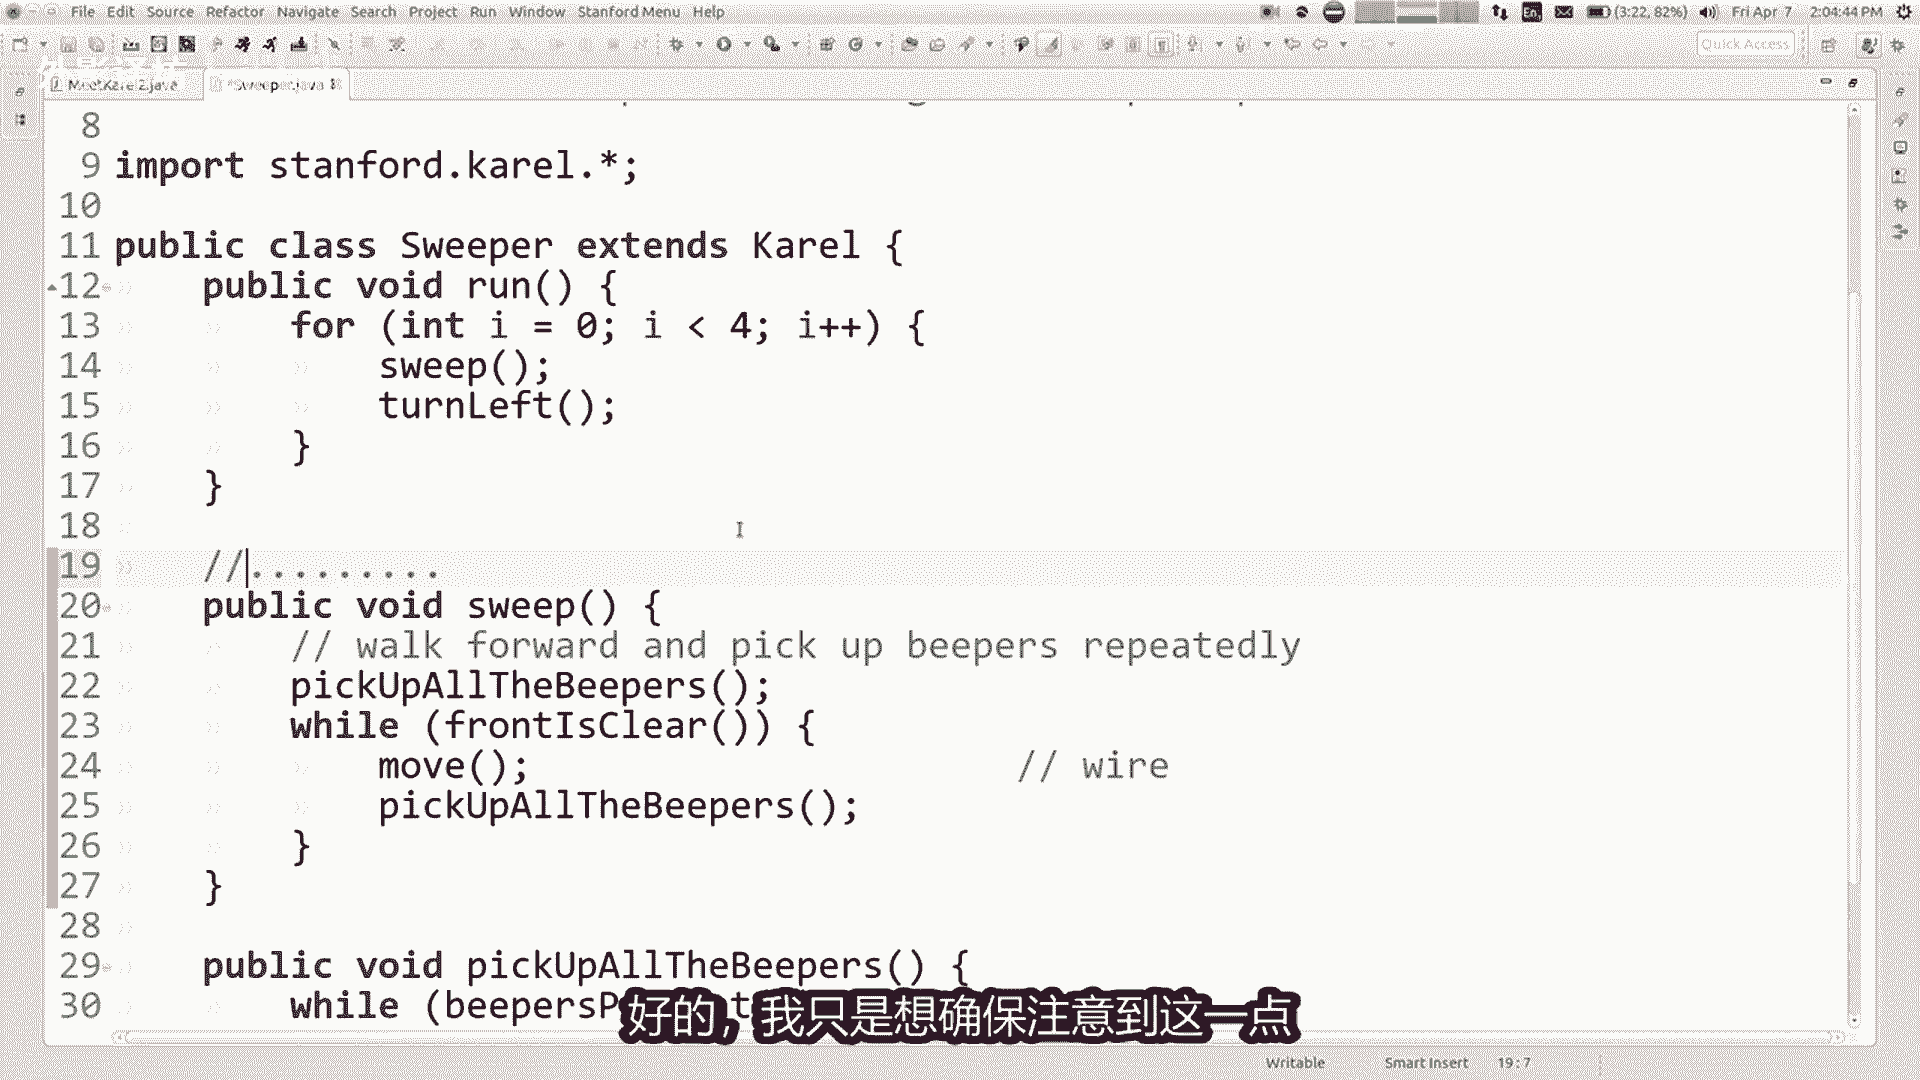 File Edit Source Refactor Navigate Search Project Run Window Stanford Menu Help En (3:22, 82%) Fri Apr 7 2:04:44 PM
Quick Access
MeetKarel2.java *Sweeper.java
8
9 import stanford.karel.*;
10
11 public class Sweeper extends Karel {
12 public void run() {
13 for (int i = 0; i < 4; i++) {
14 sweep();
15 turnLeft();
16 }
17 }
18
19 //.........
20 public void sweep() {
21 // walk forward and pick up beepers repeatedly
22 pickUpAllTheBeepers();
23 while (frontIsClear()) {
24 move(); // wire
25 pickUpAllTheBeepers();
26 }
27 }
28
29 public void pickUpAllTheBeepers() {
30 while (beepersP
好的，我只是想确保注意到这一点
Writable Smart Insert 19:7